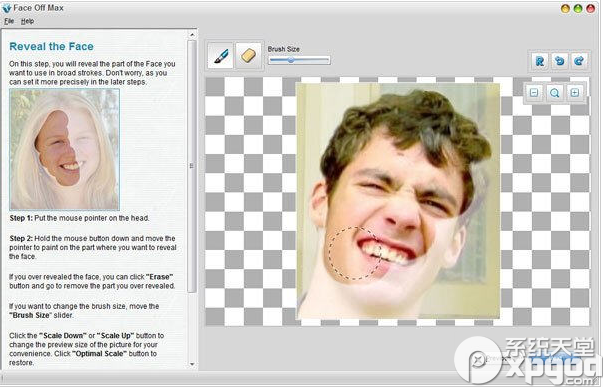 Face Off Max
File Help
Reveal the Face
On this step, you will reveal the part of the Face you
want to use in broad strokes. Don't worry, as you
can set it more precisely in the later steps.
Step 1: Put the mouse pointer on the head.
Step 2: Hold the mouse button down and move the
pointer to paint on the part where you want to reveal
the face.
If you over revealed the face, you can click "Erase"
button and go to remove the part you over revealed.
If you want to change the brush size, move the
"Brush Size" slider.
Click the "Scale Down" or "Scale Up" button to
change the preview size of the picture for your
convenience. Click "Optimal Scale" button to
restore.
Brush Size
R
系统天堂
Xpgod
.com